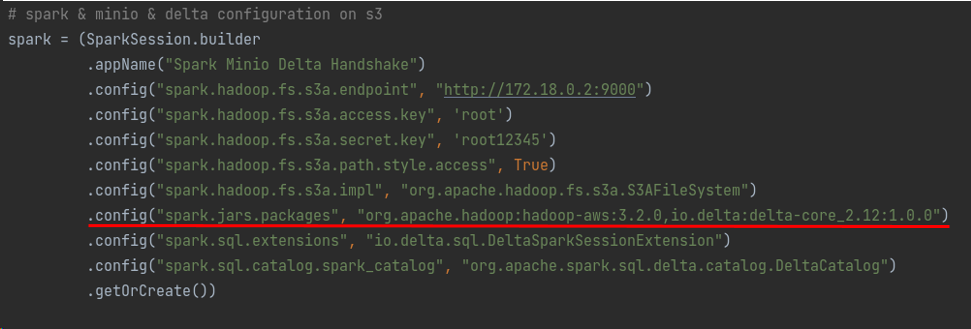 # spark & minio & delta configuration on s3
spark = (SparkSession.builder
.appName("Spark Minio Delta Handshake")
.config("spark.hadoop.fs.s3a.endpoint", "http://172.18.0.2:9000")
.config("spark.hadoop.fs.s3a.access.key", 'root')
.config("spark.hadoop.fs.s3a.secret.key", 'root12345')
.config("spark.hadoop.fs.s3a.path.style.access", True)
.config("spark.hadoop.fs.s3a.impl", "org.apache.hadoop.fs.s3a.S3AFileSystem")
.config("spark.jars.packages", "org.apache.hadoop:hadoop-aws:3.2.0,io.delta:delta-core_2.12:1.0.0")
.config("spark.sql.extensions", "io.delta.sql.DeltaSparkSessionExtension")
.config("spark.sql.catalog.spark_catalog", "org.apache.spark.sql.delta.catalog.DeltaCatalog")
.getOrCreate())